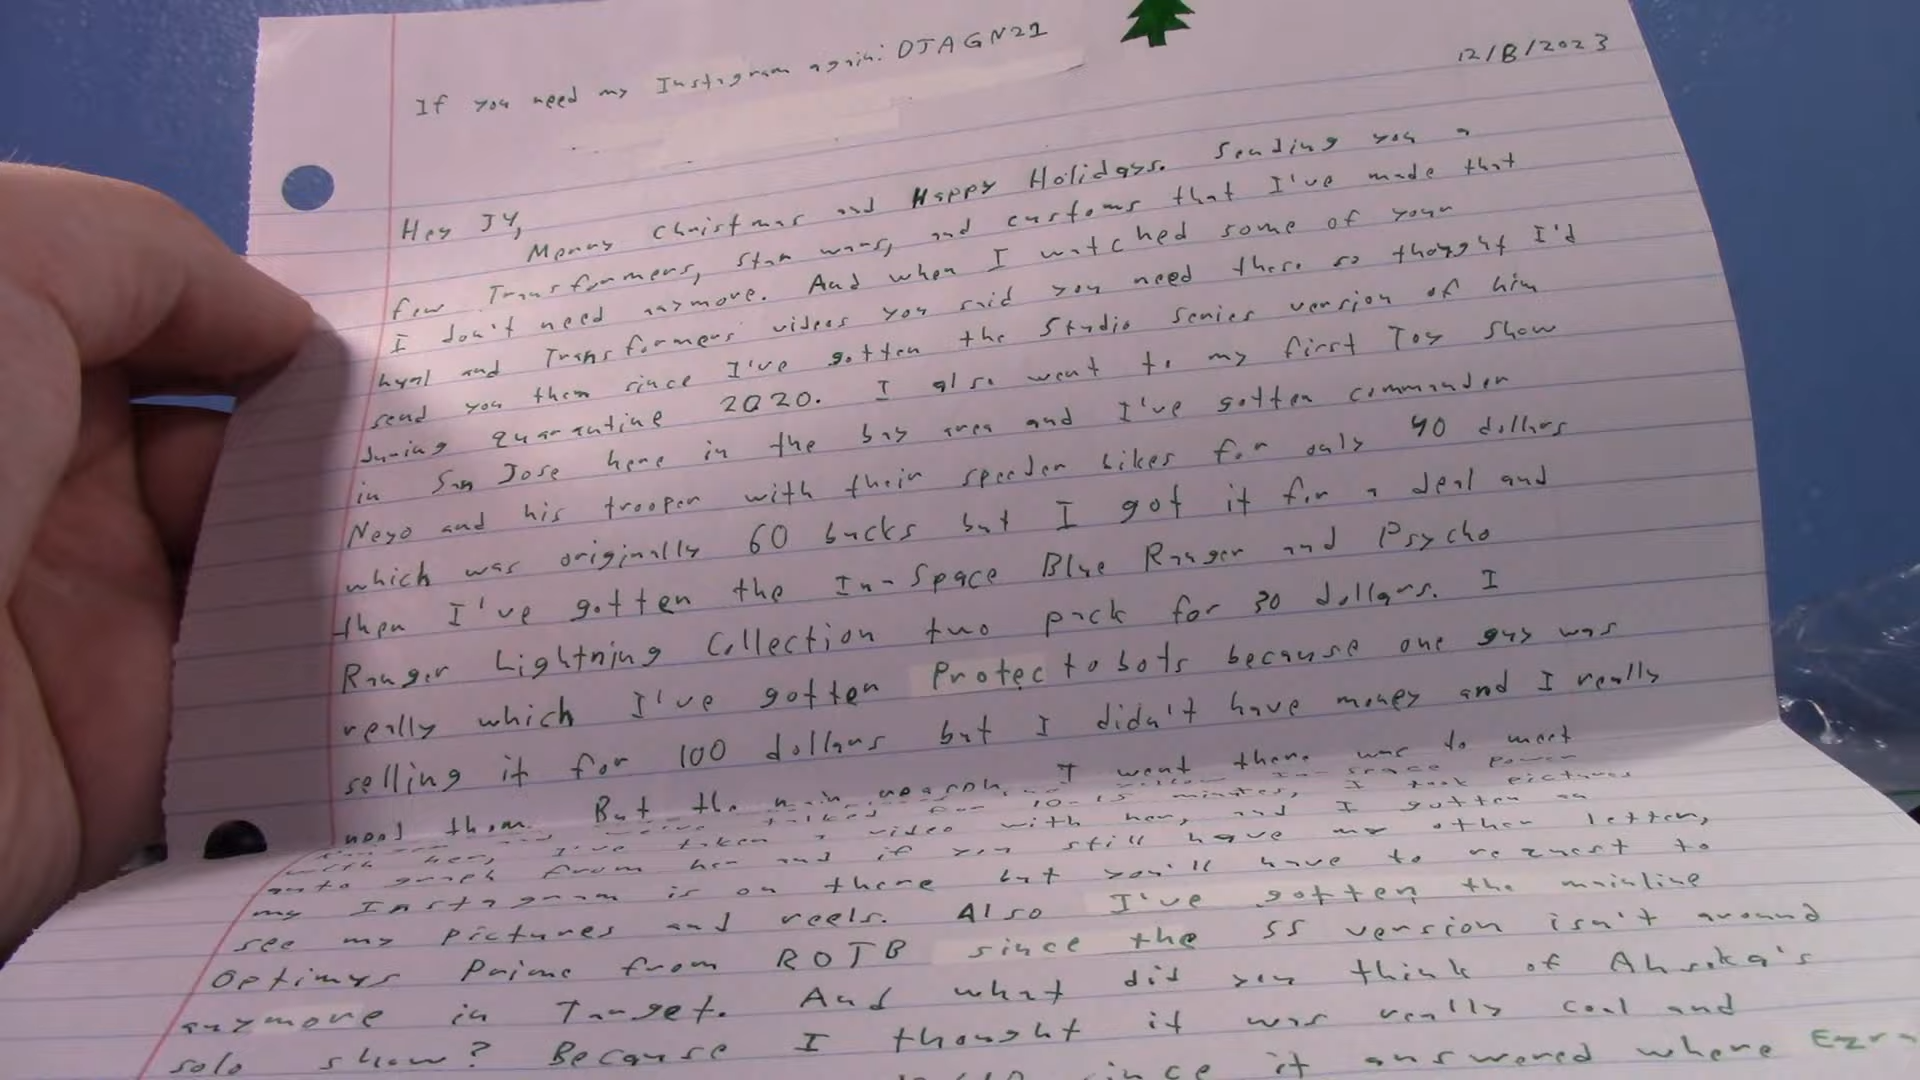 If you need my Instagram again: DJAGN21
12/8/2023
Hey JY,
Merry Christmas and Happy Holidays. Sending you a
few Transformers, Star wars, and customs that I've made that
I don't need anymore. And when I watched some of your
and Transformers videos you said you need these so thought I'd
send you them since I've gotten the Studio Series version of him
during quarantine 2020. I also went to my first Toy Show
in San Jose here in the bay area and I've gotten commander
Neyo and his trooper with their speeder bikes for only 40 dollars
which was originally 60 bucks but I got it for a deal and
then I've gotten the In-Space Blue Ranger and Psycho
Ranger Lightning Collection two pack for 30 dollars. I
really which I've gotten Protectobots because one guy was
selling it for 100 dollars but I didn't have money and I really
need them. But the main reason I went there was to meet
talked for 10-15 minutes, I took pictures
with her, I've taken a video with her, and I gotten an
autograph from her and if you still have my other letter,
my Instagram is on there but you'll have to request to
see my pictures and reels. Also I've gotten the mainline
Optimus Prime from ROTB since the SS version isn't around
anymore in Target. And what did you think of Ahsoka's
solo show? Because I thought it was really cool and
since it answered where Ezra